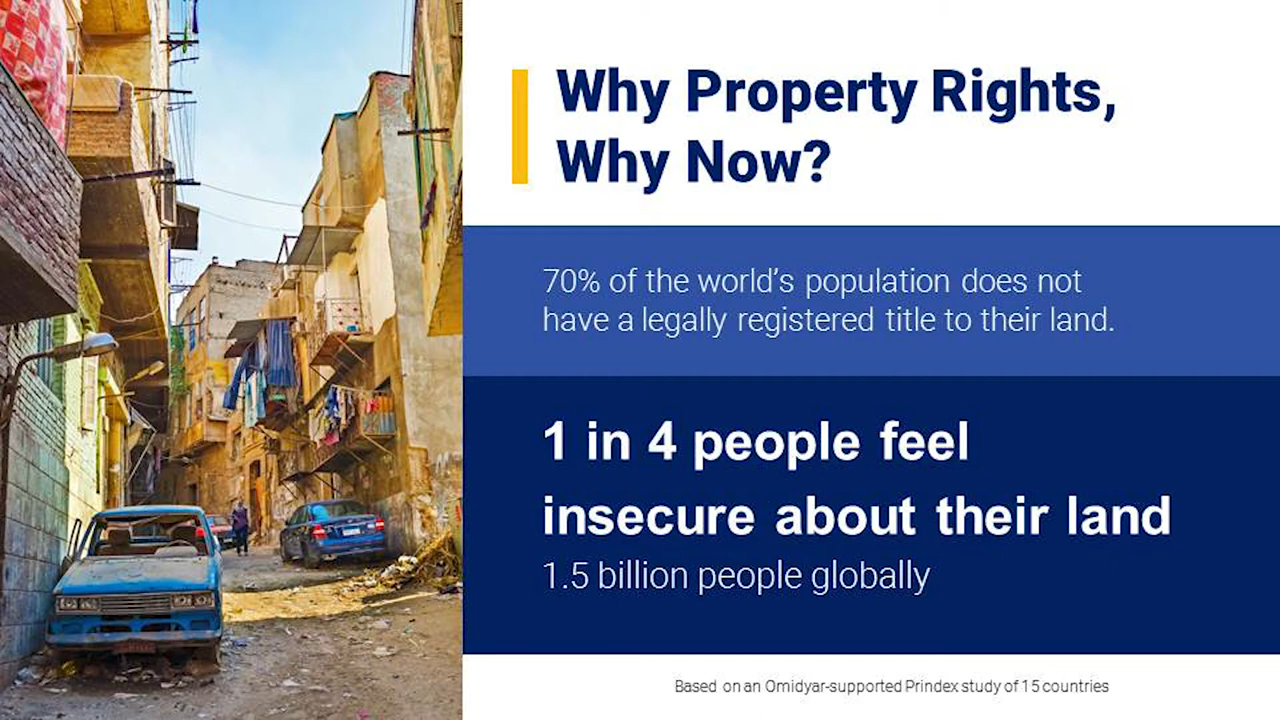 Why Property Rights,
Why Now?
70% of the world’s population does not
have a legally registered title to their land.
1 in 4 people feel
insecure about their land
1.5 billion people globally
Based on an Omidyar-supported Prindex study of 15 countries